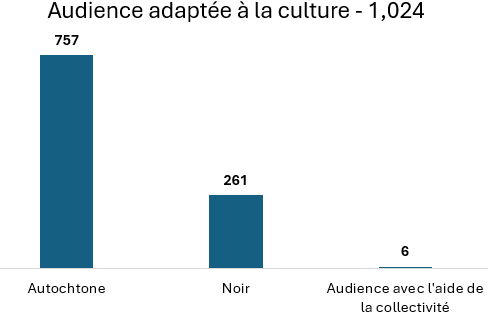 Audience adaptée à la culture - 1,024
757
261
6
Autochtone
Noir
Audience avec l'aide de
la collectivité